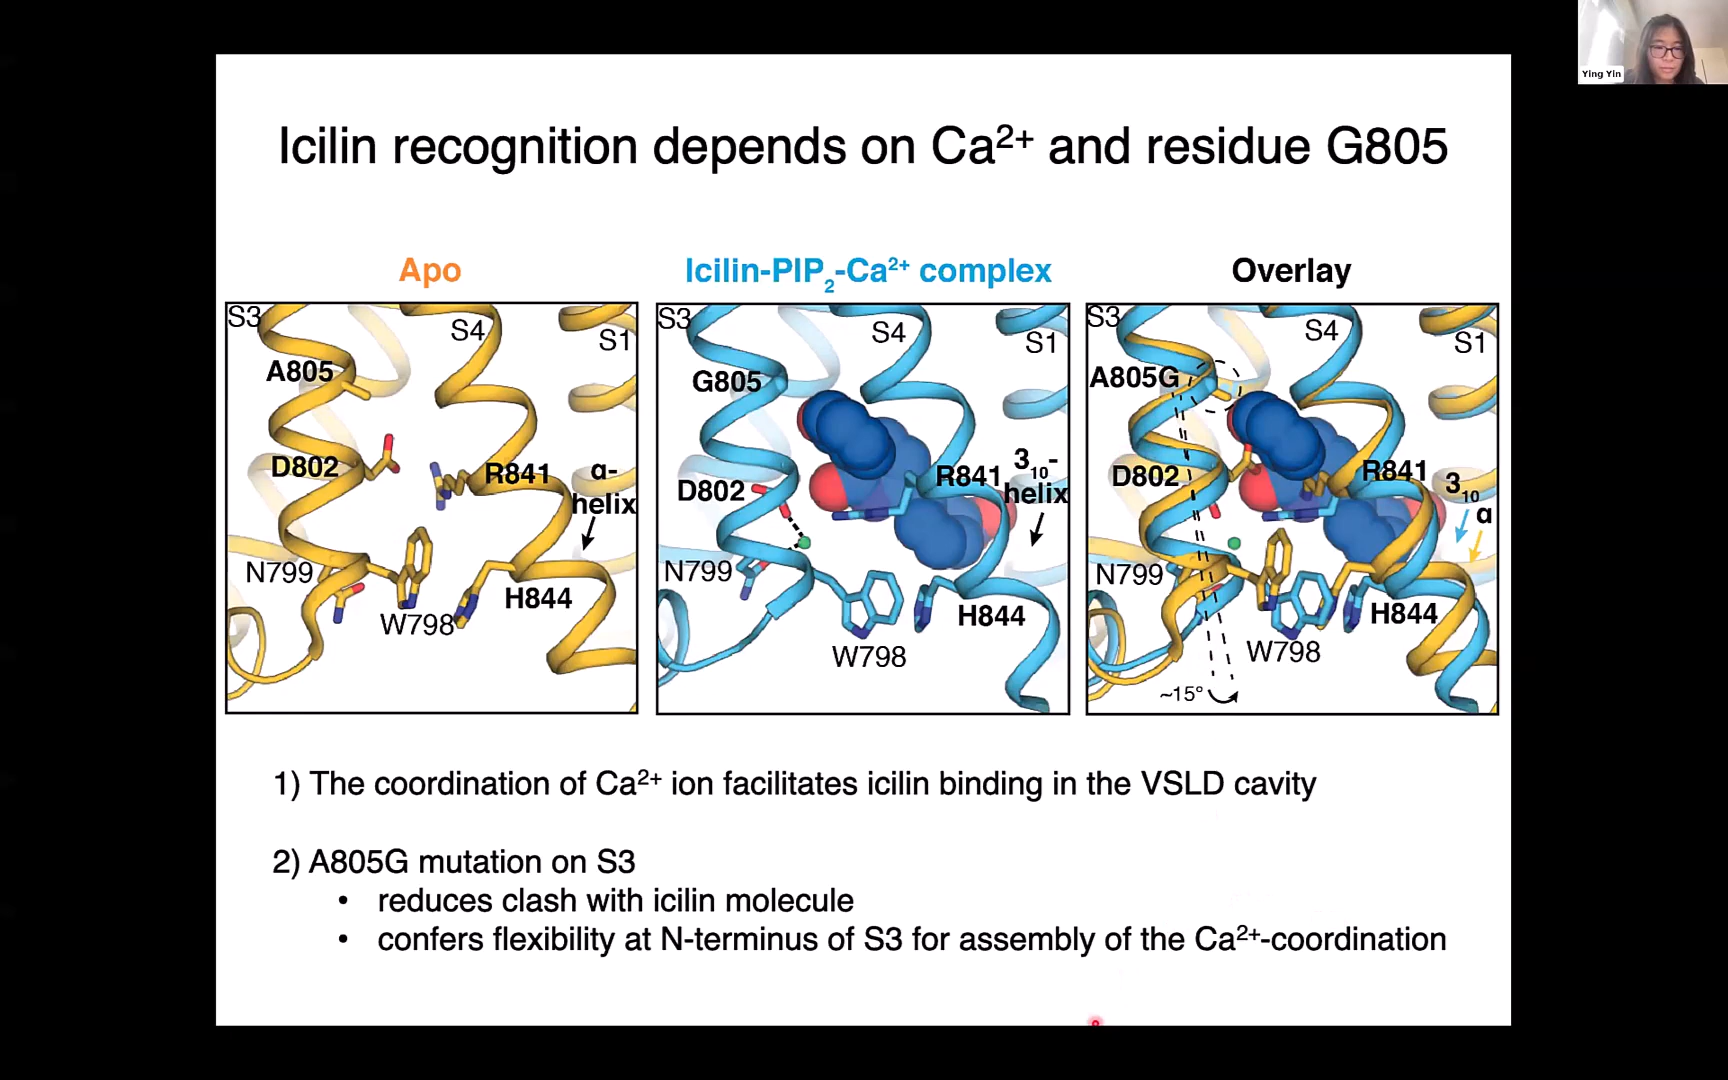 Ying Yin
Icilin recognition depends on Ca²⁺ and residue G805
Apo
S3
S4
S1
A805
D802
R841
α-
helix
N799
H844
W798
Icilin-PIP₂-Ca²⁺ complex
S3
S4
S1
G805
D802
R841
3₁₀-
helix
N799
H844
W798
Overlay
S3
S4
S1
A805G
D802
R841
3₁₀
α
N799
H844
W798
~15°
1) The coordination of Ca²⁺ ion facilitates icilin binding in the VSLD cavity
2) A805G mutation on S3
• reduces clash with icilin molecule
• confers flexibility at N-terminus of S3 for assembly of the Ca²⁺-coordination